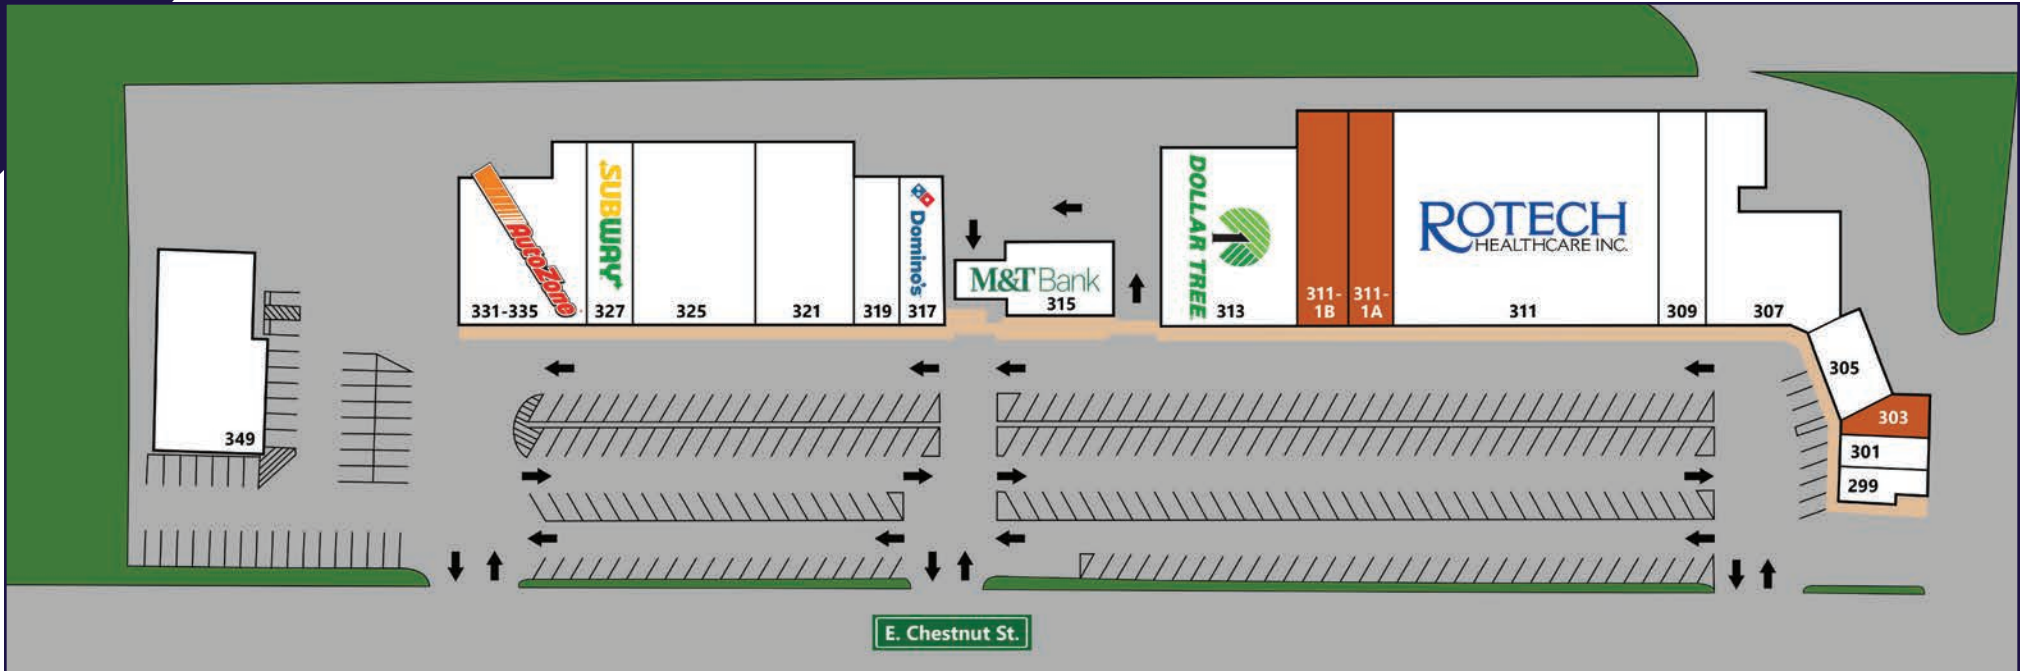 AutoZone
331-335
SUBWAY
327
325
321
319
Domino's
317
M&T Bank
315
DOLLAR TREE
313
311-
1B
311-
1A
ROTECH
HEALTHCARE INC.
311
309
307
305
303
301
299
349
E. Chestnut St.